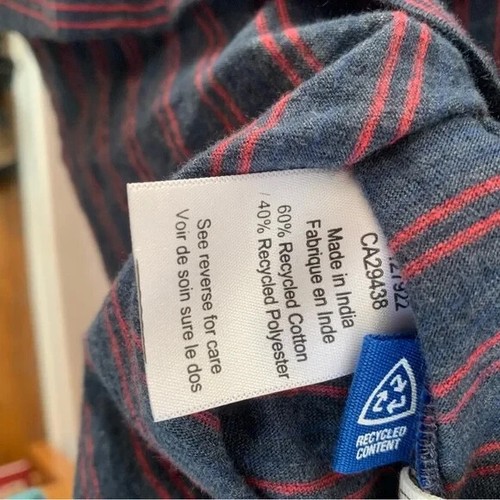 CA29438
Made in India
Fabrique en Inde
60% Recycled Cotton
/ 40% Recycled Polyester
See reverse for care
Voir de soin sure le dos
RECYCLED
CONTENT